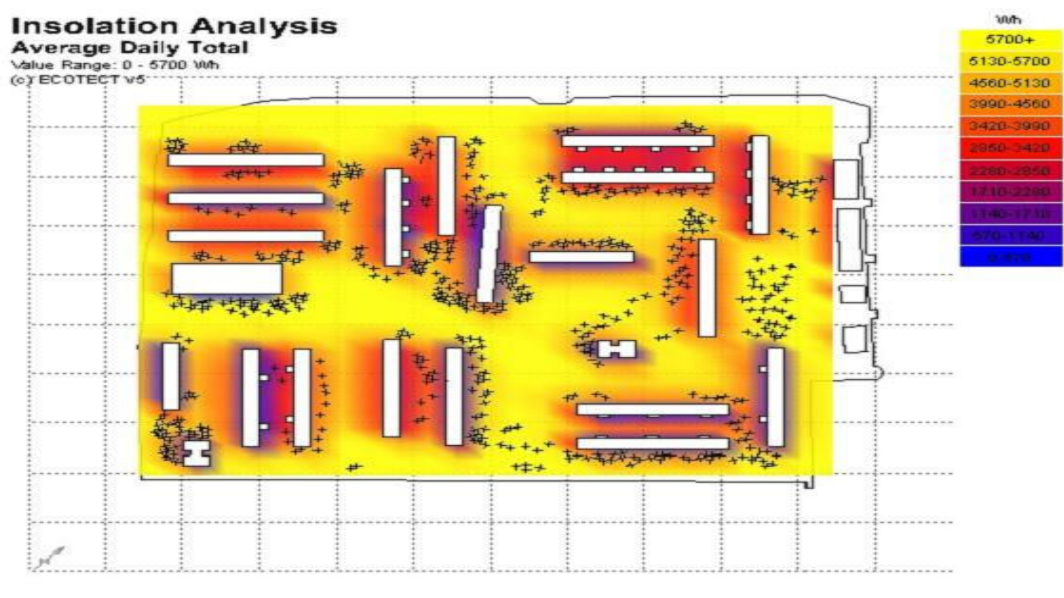 Insolation Analysis
Average Daily Total
Value Range: 0 - 5700 Wh
(c) ECOTECT v5
Wh
5700+
5130-5700
4560-5130
3990-4560
3420-3990
2850-3420
2280-2850
1710-2280
1140-1710
570-1140
0-570